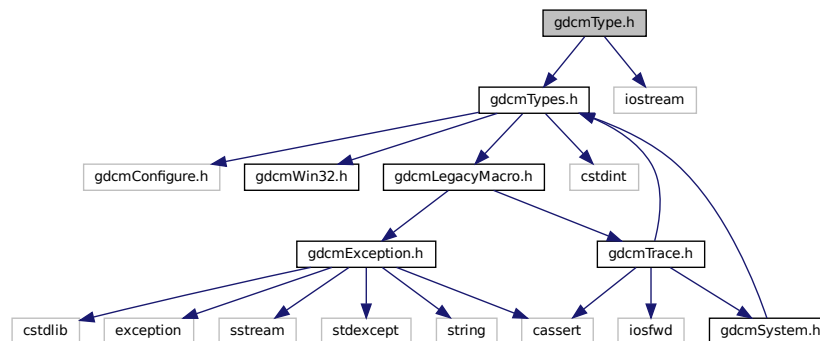 gdcmType.h
gdcmTypes.h
iostream
gdcmConfigure.h
gdcmWin32.h
gdcmLegacyMacro.h
cstdint
gdcmException.h
gdcmTrace.h
cstdlib
exception
sstream
stdexcept
string
cassert
iosfwd
gdcmSystem.h